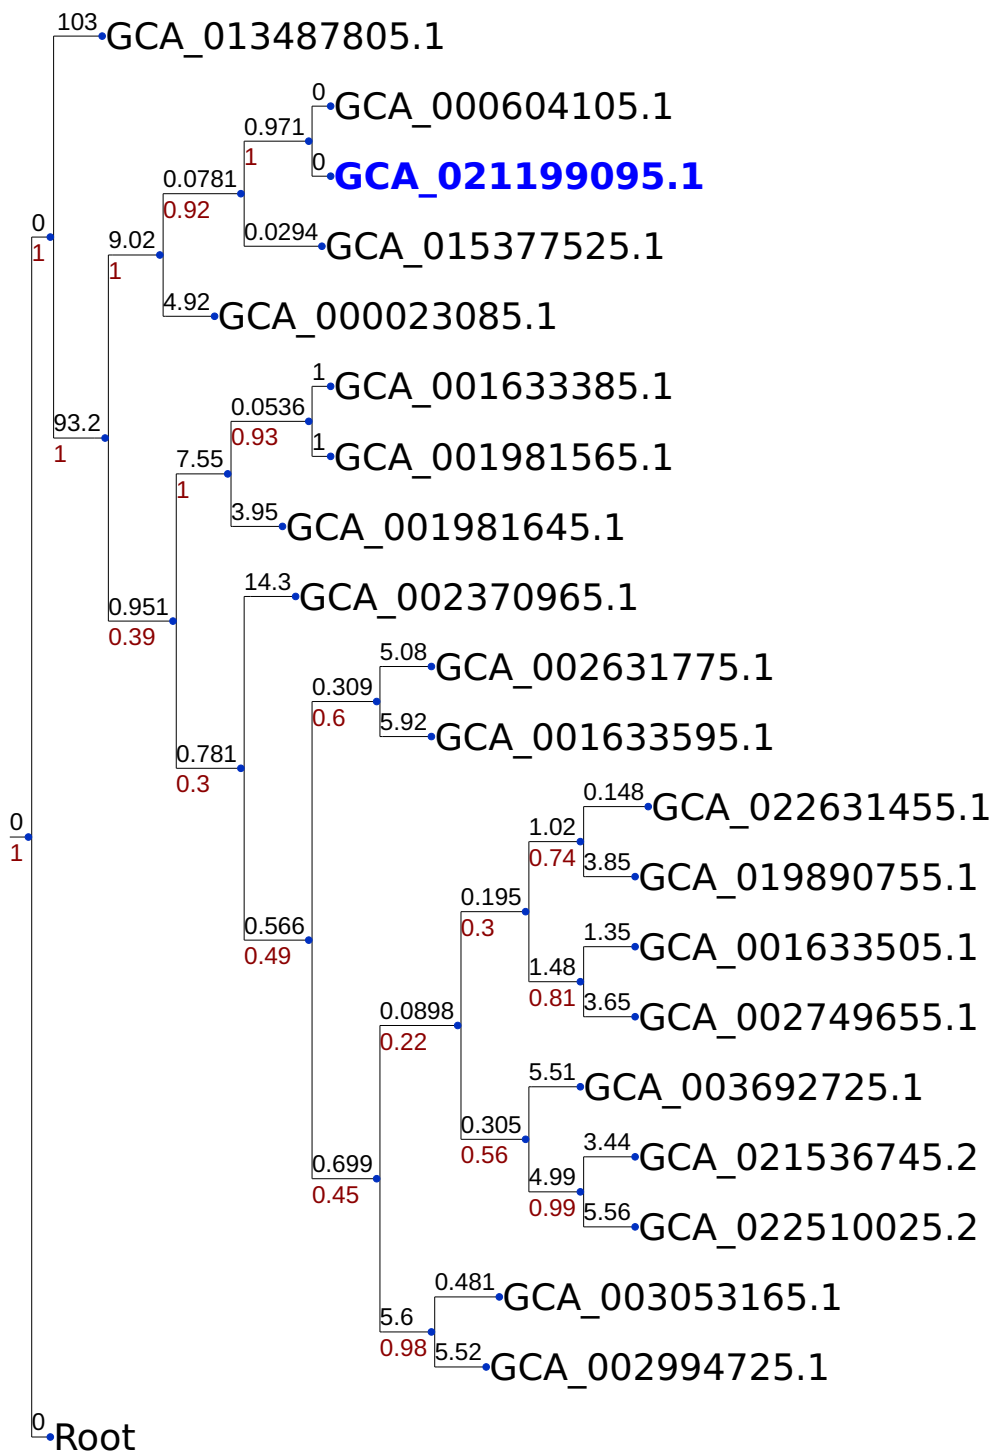 103 GCA_013487805.1
0 GCA_000604105.1
0.971
1
0 GCA_021199095.1
0.0781
0.92
0
1
9.02
1
0.0294 GCA_015377525.1
4.92 GCA_000023085.1
1 GCA_001633385.1
0.0536
0.93
93.2
1
1 GCA_001981565.1
7.55
1
3.95 GCA_001981645.1
14.3 GCA_002370965.1
0.951
0.39
5.08 GCA_002631775.1
0.309
0.6
5.92 GCA_001633595.1
0.781
0.3
0.148 GCA_022631455.1
0
1
1.02
0.74
3.85 GCA_019890755.1
0.195
0.3
0.566
0.49
1.35 GCA_001633505.1
1.48
0.81
3.65 GCA_002749655.1
0.0898
0.22
5.51 GCA_003692725.1
0.305
0.56
3.44 GCA_021536745.2
0.699
0.45
4.99
0.99
5.56 GCA_022510025.2
0.481 GCA_003053165.1
5.6
0.98
5.52 GCA_002994725.1
0 Root